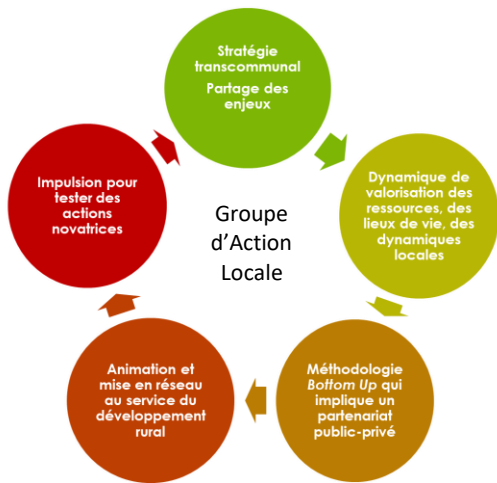 Stratégie
transcommunal
Partage des
enjeux
Dynamique de
valorisation des
ressources, des
lieux de vie, des
dynamiques
locales
Méthodologie
Bottom Up qui
implique un
partenariat
public-privé
Animation et
mise en réseau
au service du
développement
rural
Impulsion pour
tester des
actions
novatrices
Groupe
d’Action
Locale